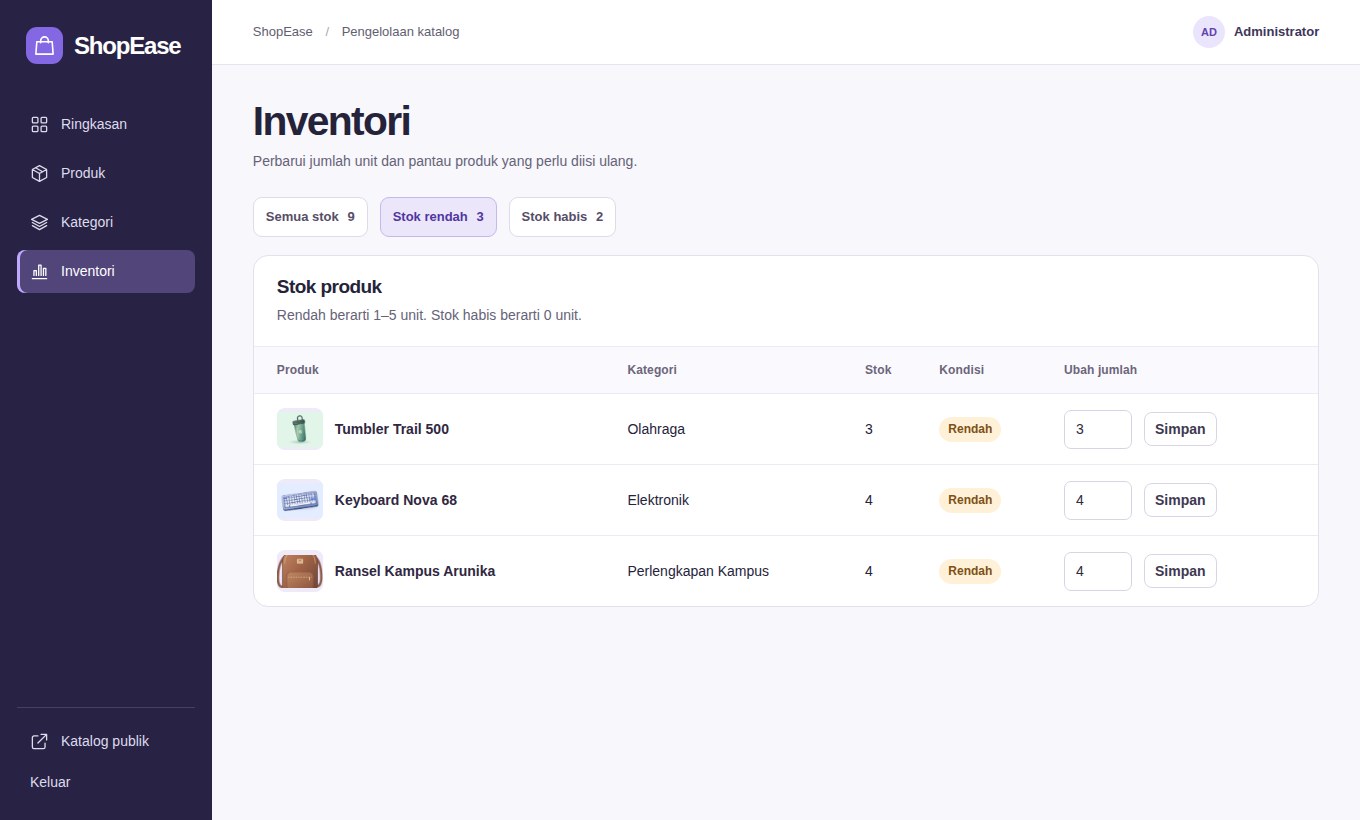 ShopEase
Ringkasan
Produk
Kategori
Inventori
Katalog publik
Keluar
ShopEase / Pengelolaan katalog
AD Administrator
Inventori
Perbarui jumlah unit dan pantau produk yang perlu diisi ulang.
Semua stok 9 Stok rendah 3 Stok habis 2
Stok produk
Rendah berarti 1–5 unit. Stok habis berarti 0 unit.
Produk Kategori Stok Kondisi Ubah jumlah
Tumbler Trail 500 Olahraga 3 Rendah 3 Simpan
Keyboard Nova 68 Elektronik 4 Rendah 4 Simpan
Ransel Kampus Arunika Perlengkapan Kampus 4 Rendah 4 Simpan